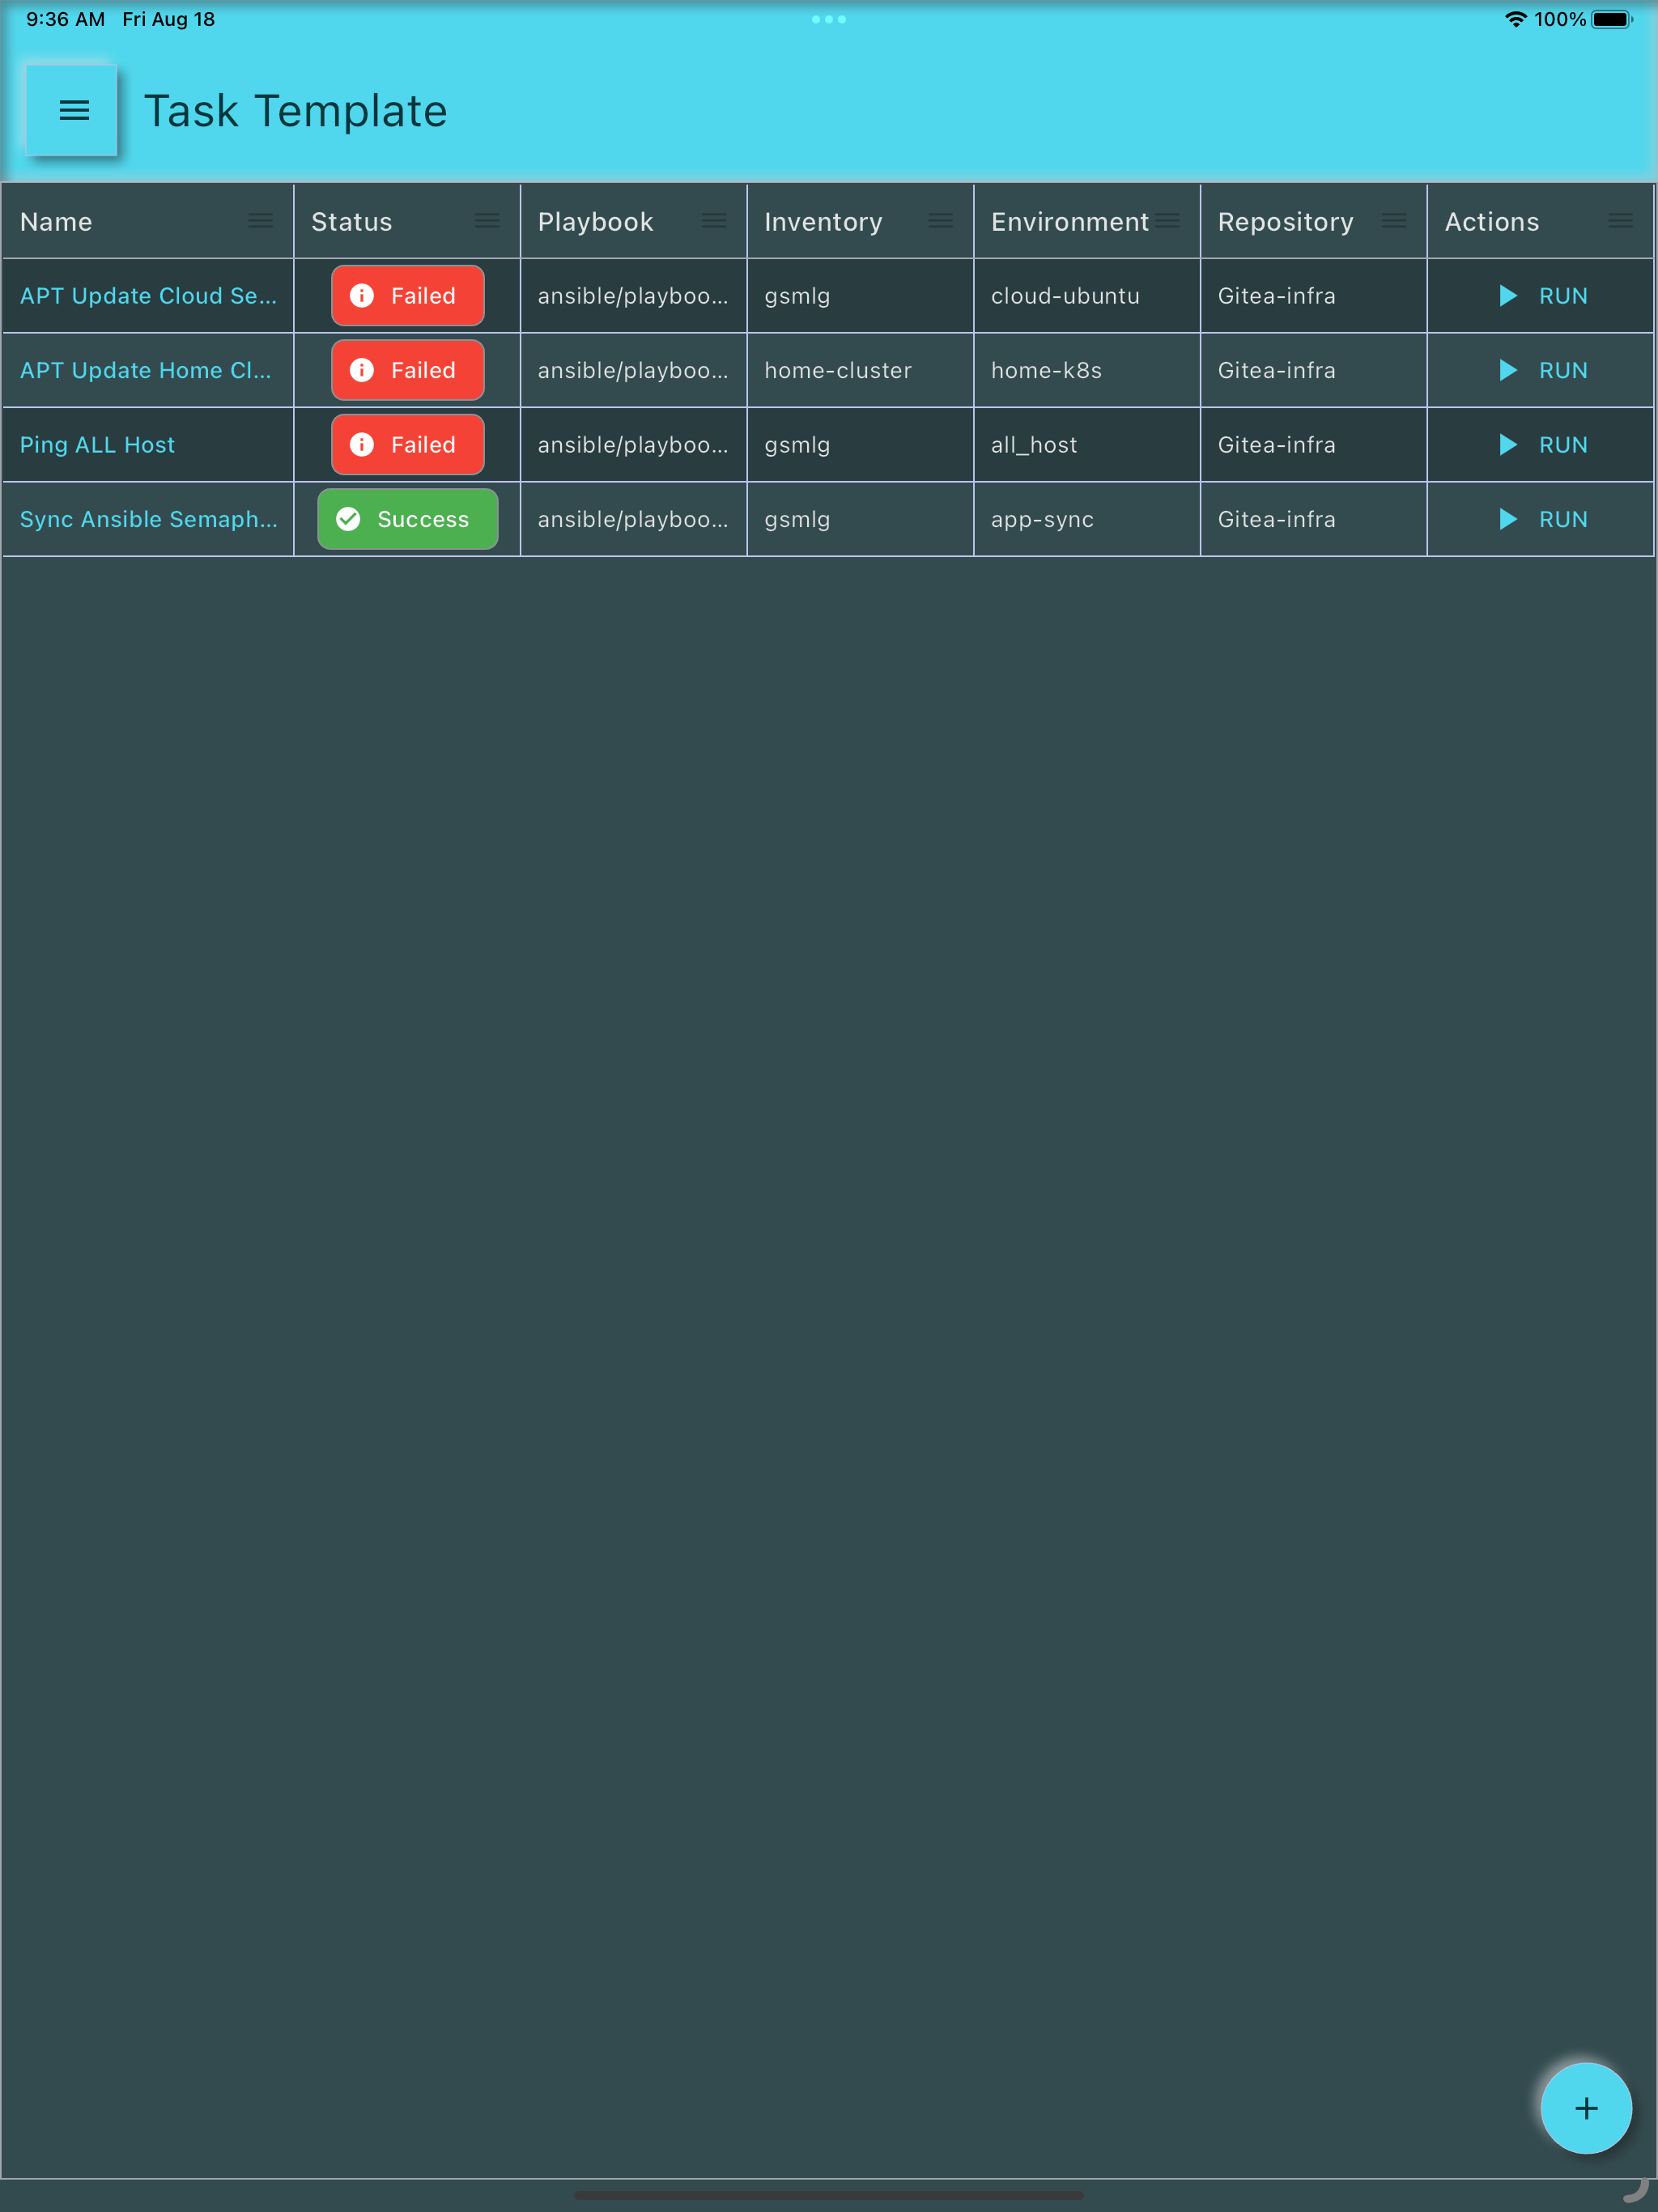 9:36 AM Fri Aug 18 100%
Task Template
Name Status Playbook Inventory Environment Repository Actions
APT Update Cloud Se... Failed ansible/playboo... gsmlg cloud-ubuntu Gitea-infra RUN
APT Update Home Cl... Failed ansible/playboo... home-cluster home-k8s Gitea-infra RUN
Ping ALL Host Failed ansible/playboo... gsmlg all_host Gitea-infra RUN
Sync Ansible Semaph... Success ansible/playboo... gsmlg app-sync Gitea-infra RUN